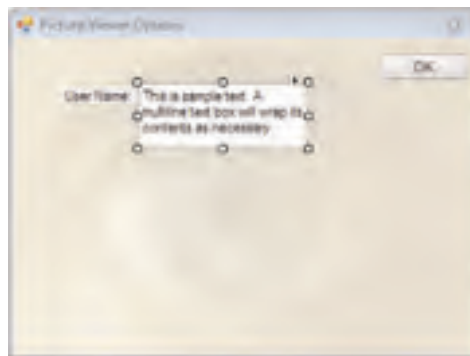 Picture Viewer Options
OK
User Name: This is sample text. A
multiline text box will wrap its
contents as necessary.